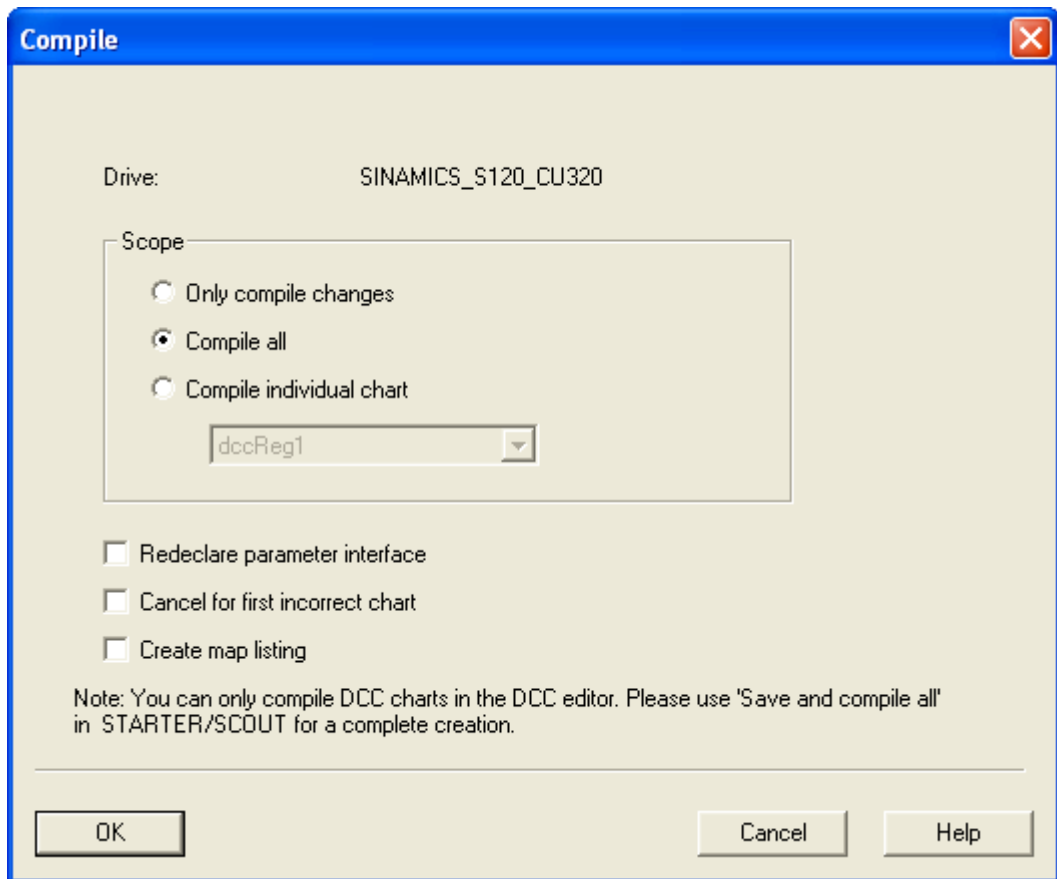 Compile
Drive: SINAMICS_S120_CU320
Scope
Only compile changes
Compile all
Compile individual chart
dccReg1
Redeclare parameter interface
Cancel for first incorrect chart
Create map listing
Note: You can only compile DCC charts in the DCC editor. Please use 'Save and compile all'
in STARTER/SCOUT for a complete creation.
OK Cancel Help